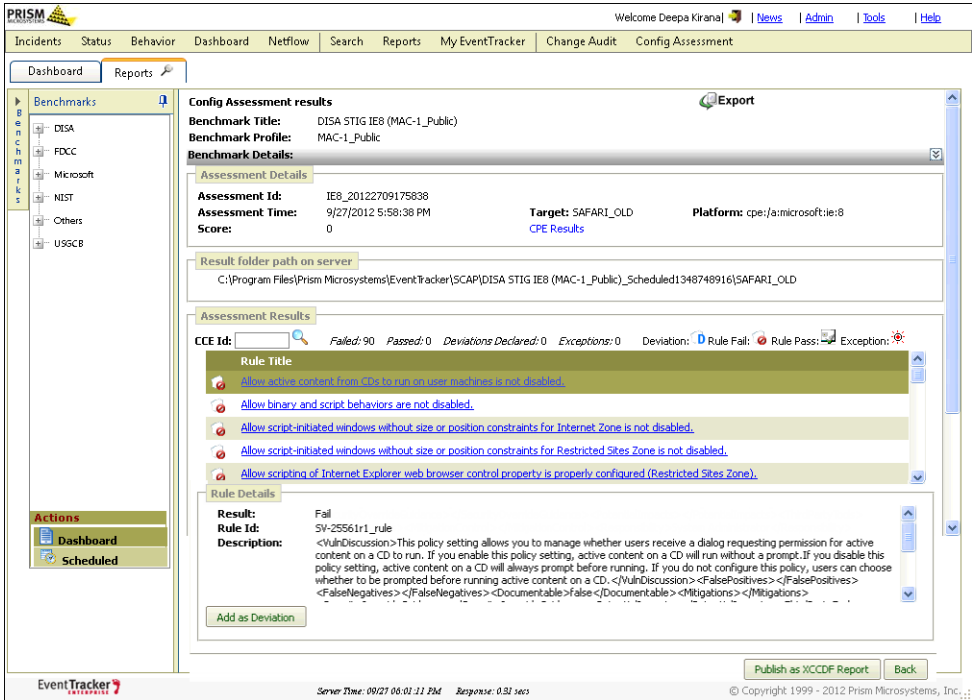 PRISM
MICROSYSTEMS
Welcome Deepa Kirana| | News | Admin | Tools | Help
Incidents Status Behavior Dashboard Netflow Search Reports My EventTracker Change Audit Config Assessment
Dashboard Reports
Benchmarks
Benchmarks
DISA
FDCC
Microsoft
NIST
Others
USGCB
Actions
Dashboard
Scheduled
Config Assessment results
Export
Benchmark Title: DISA STIG IE8 (MAC-1_Public)
Benchmark Profile: MAC-1_Public
Benchmark Details:
Assessment Details
Assessment Id: IE8_20122709175838
Assessment Time: 9/27/2012 5:58:38 PM Target: SAFARI_OLD Platform: cpe:/a:microsoft:ie:8
Score: 0 CPE Results
Result folder path on server
C:\Program Files\Prism Microsystems\EventTracker\SCAP\DISA STIG IE8 (MAC-1_Public)_Scheduled1348748916\SAFARI_OLD
Assessment Results
CCE Id: Failed: 90 Passed: 0 Deviations Declared: 0 Exceptions: 0 Deviation: D Rule Fail: Rule Pass: Exception:
Rule Title
Allow active content from CDs to run on user machines is not disabled.
Allow binary and script behaviors are not disabled.
Allow script-initiated windows without size or position constraints for Internet Zone is not disabled.
Allow script-initiated windows without size or position constraints for Restricted Sites Zone is not disabled.
Allow scripting of Internet Explorer web browser control property is properly configured (Restricted Sites Zone).
Rule Details
Result: Fail
Rule Id: SV-25561r1_rule
Description: <VulnDiscussion>This policy setting allows you to manage whether users receive a dialog requesting permission for active
content on a CD to run. If you enable this policy setting, active content on a CD will run without a prompt.If you disable this
policy setting, active content on a CD will always prompt before running. If you do not configure this policy, users can choose
whether to be prompted before running active content on a CD.</VulnDiscussion><FalsePositives></FalsePositives>
<FalseNegatives></FalseNegatives><Documentable>false</Documentable><Mitigations></Mitigations>
Add as Deviation
Publish as XCCDF Report Back
EventTracker
ENTERPRISE
Server Time: 09/27 06:01:11 PM Response: 0.31 secs
© Copyright 1999 - 2012 Prism Microsystems, Inc.